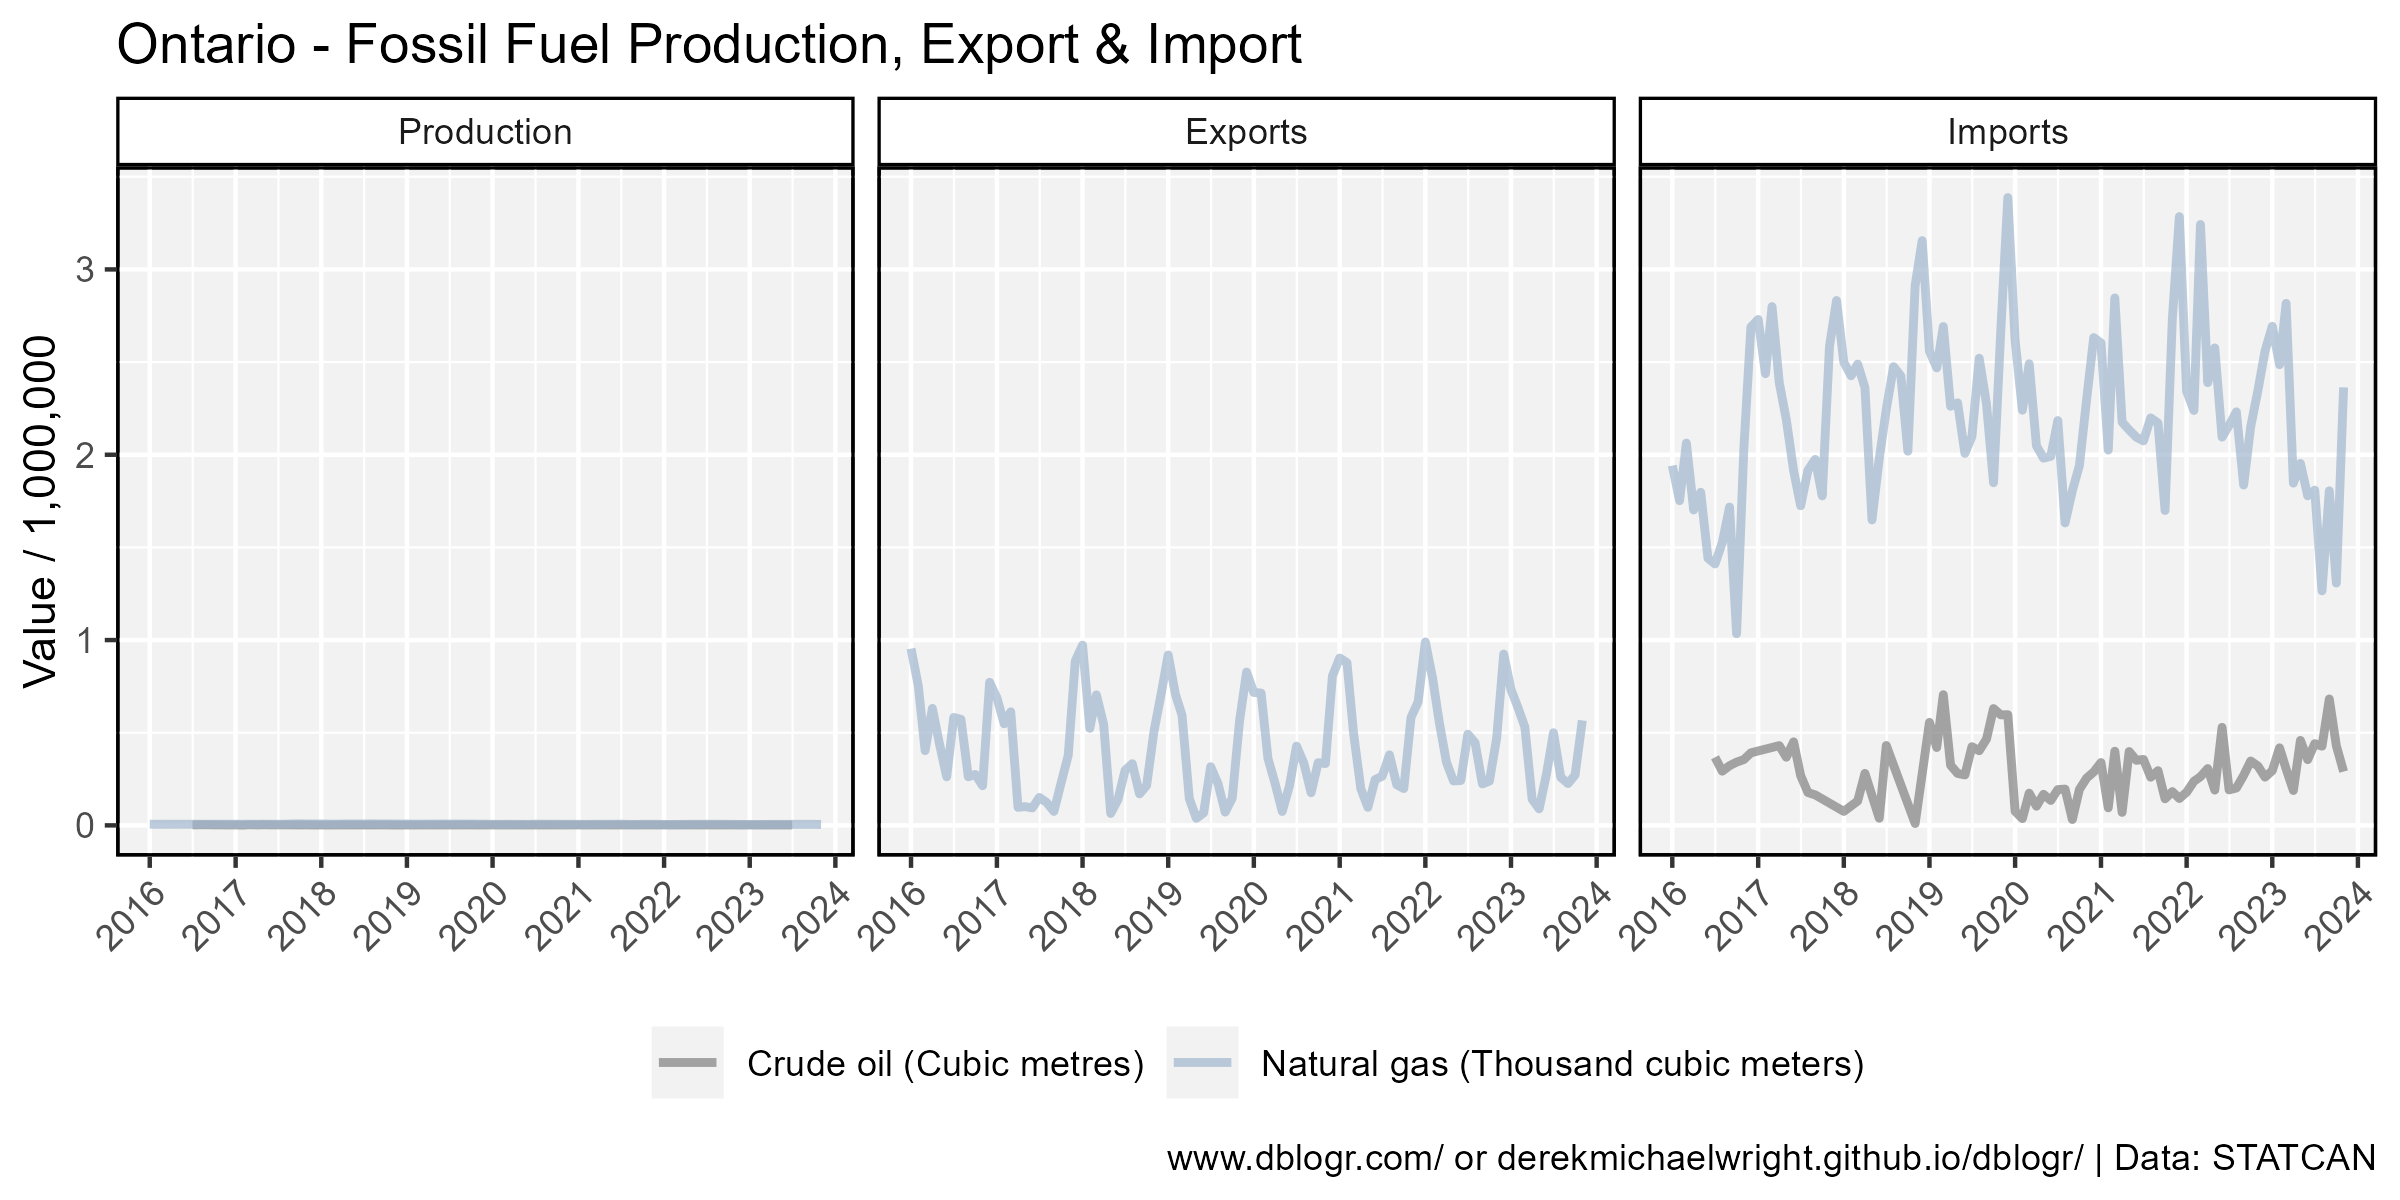 Ontario - Fossil Fuel Production, Export & Import
Production
Exports
Imports
Value / 1,000,000
3
2
1
0
2016 2017 2018 2019 2020 2021 2022 2023 2024
2016 2017 2018 2019 2020 2021 2022 2023 2024
2016 2017 2018 2019 2020 2021 2022 2023 2024
Crude oil (Cubic metres)
Natural gas (Thousand cubic meters)
www.dblogr.com/ or derekmichaelwright.github.io/dblogr/ | Data: STATCAN